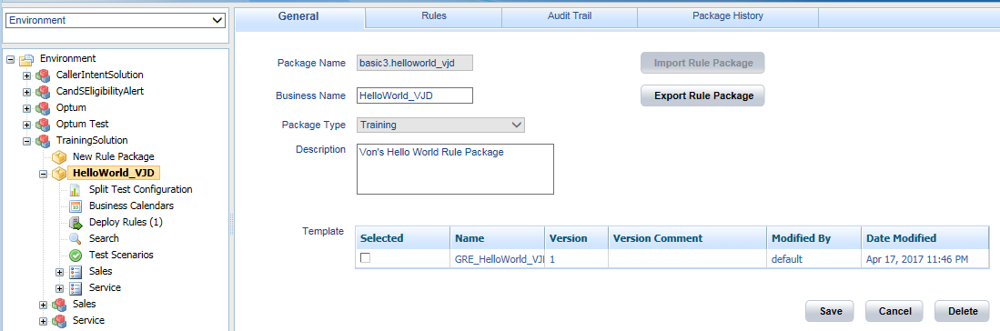 Environment
Environment
CallerIntentSolution
CandSEligibilityAlert
Optum
Optum Test
TrainingSolution
New Rule Package
HelloWorld_VJD
Split Test Configuration
Business Calendars
Deploy Rules (1)
Search
Test Scenarios
Sales
Service
Sales
Service
General Rules Audit Trail Package History
Package Name basic3.helloworld_vjd Import Rule Package
Business Name HelloWorld_VJD Export Rule Package
Package Type Training
Description Von's Hello World Rule Package
Template Selected Name Version Version Comment Modified By Date Modified
GRE_HelloWorld_VJI 1 default Apr 17, 2017 11:46 PM
Save Cancel Delete